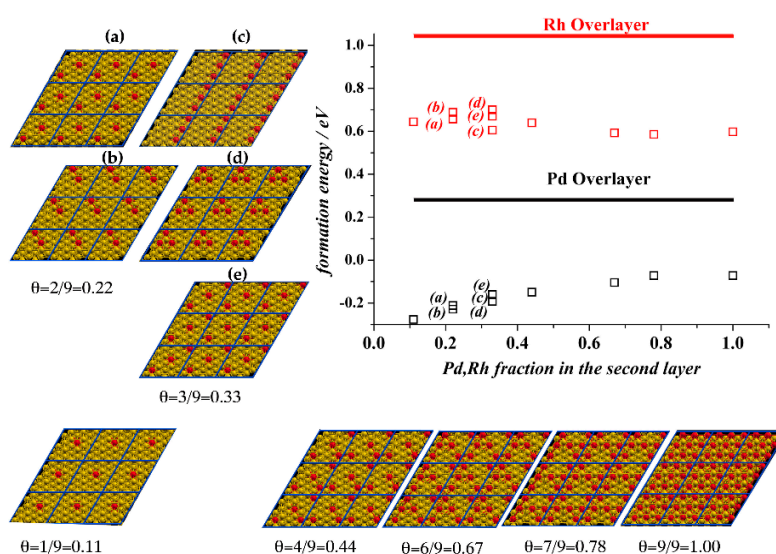 (a)
(c)
(b)
(d)
θ=2/9=0.22
(e)
θ=3/9=0.33
θ=1/9=0.11
θ=4/9=0.44
θ=6/9=0.67
θ=7/9=0.78
θ=9/9=1.00
Rh Overlayer
(b)
(a)
(d)
(e)
(c)
Pd Overlayer
(a)
(b)
(e)
(c)
(d)
formation energy / eV
1.0
0.8
0.6
0.4
0.2
0.0
-0.2
0.0
0.2
0.4
0.6
0.8
1.0
Pd,Rh fraction in the second layer